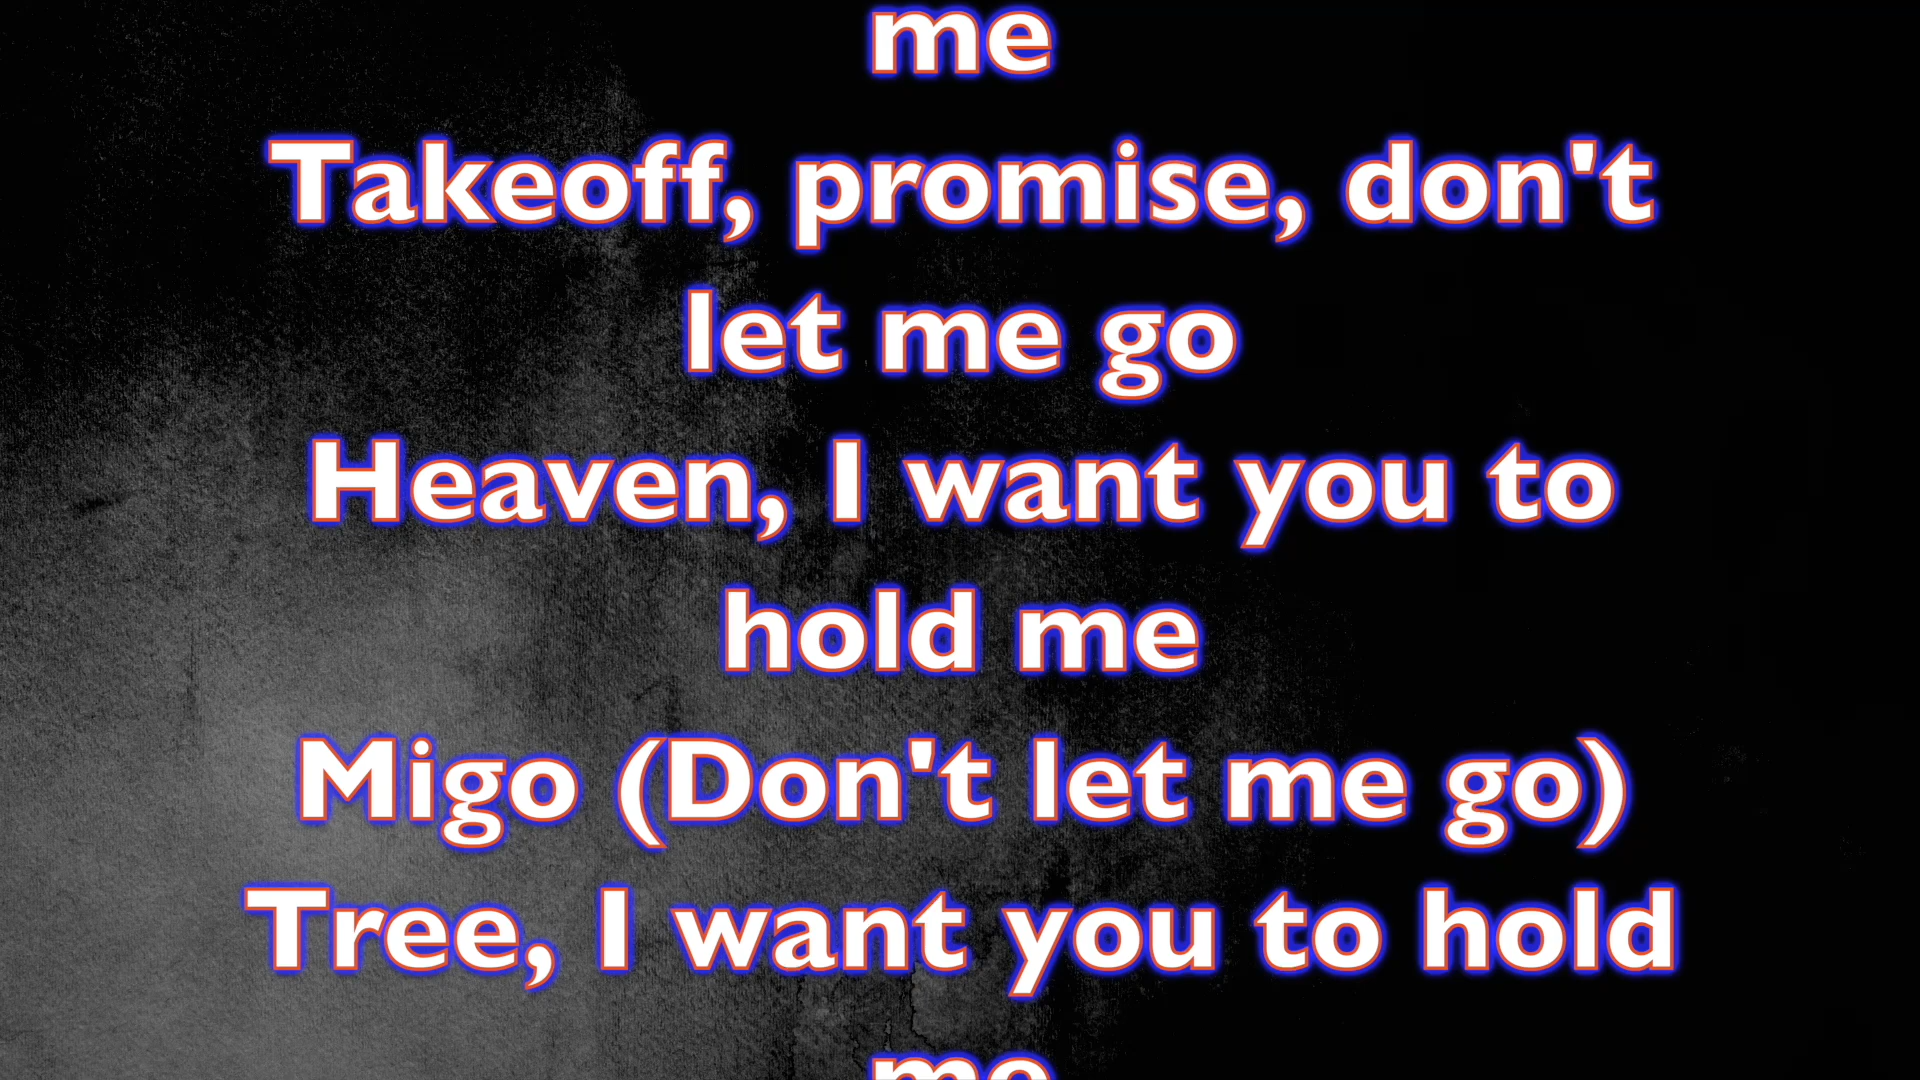 me
Takeoff, promise, don't
let me go
Heaven, I want you to
hold me
Migo (Don't let me go)
Tree, I want you to hold
me